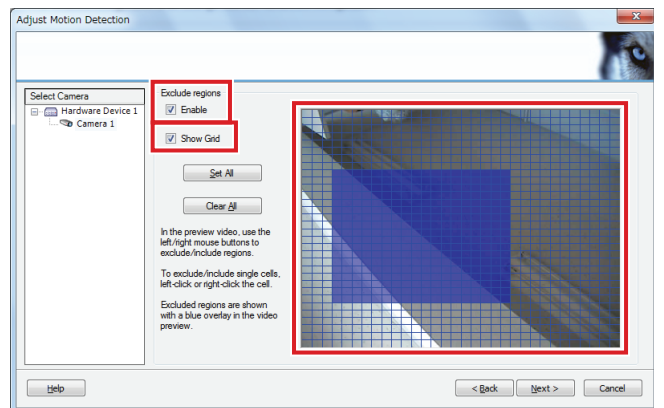 Adjust Motion Detection
Select Camera
Hardware Device 1
Camera 1
Exclude regions
Enable
Show Grid
Set All
Clear All
In the preview video, use the
left/right mouse buttons to
exclude/include regions.
To exclude/include single cells,
left-click or right-click the cell.
Excluded regions are shown
with a blue overlay in the video
preview.
Help
< Back
Next >
Cancel